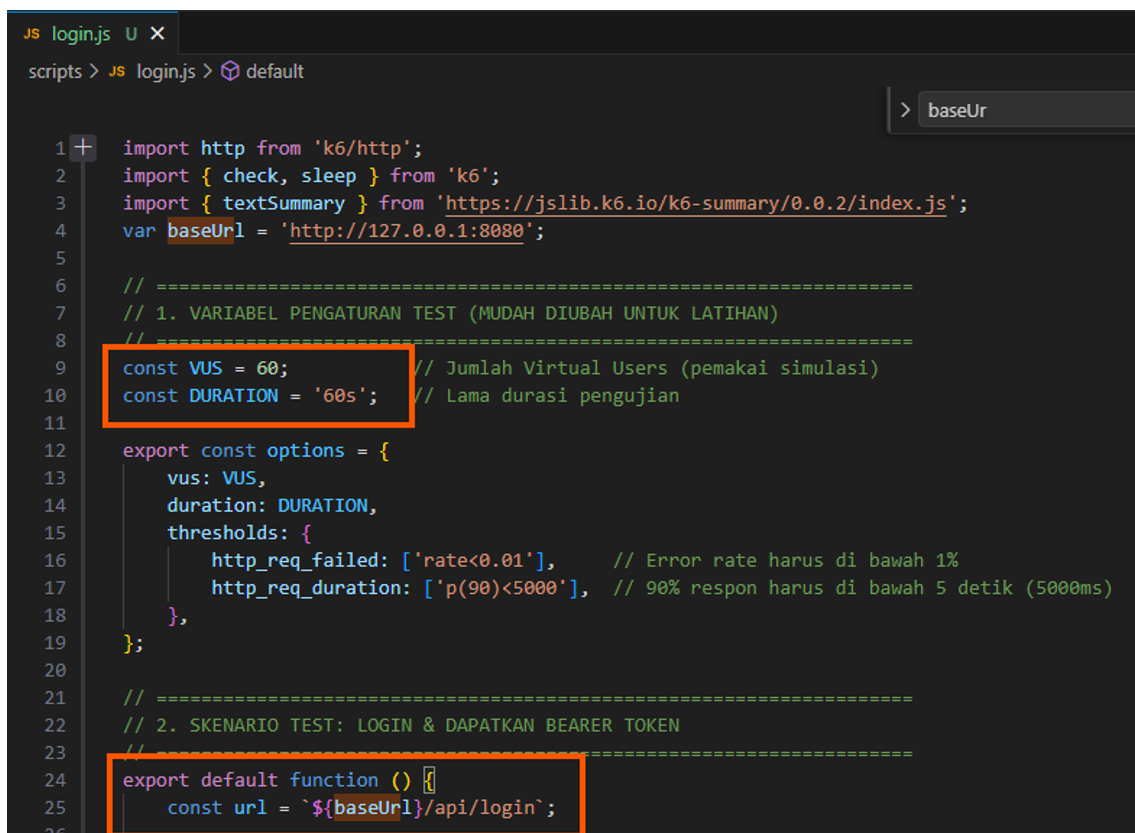 JS login.js U ×
scripts > JS login.js > default
> baseUr
1 + import http from 'k6/http';
2 import { check, sleep } from 'k6';
3 import { textSummary } from 'https://jslib.k6.io/k6-summary/0.0.2/index.js';
4 var baseUrl = 'http://127.0.0.1:8080';
5
6 // ====================================================================
7 // 1. VARIABEL PENGATURAN TEST (MUDAH DIUBAH UNTUK LATIHAN)
8 // ====================================================================
9 const VUS = 60; // Jumlah Virtual Users (pemakai simulasi)
10 const DURATION = '60s'; // Lama durasi pengujian
11
12 export const options = {
13 vus: VUS,
14 duration: DURATION,
15 thresholds: {
16 http_req_failed: ['rate<0.01'], // Error rate harus di bawah 1%
17 http_req_duration: ['p(90)<5000'], // 90% respon harus di bawah 5 detik (5000ms)
18 },
19 };
20
21 // ====================================================================
22 // 2. SKENARIO TEST: LOGIN & DAPATKAN BEARER TOKEN
23 // ====================================================================
24 export default function () {
25 const url = `${baseUrl}/api/login`;